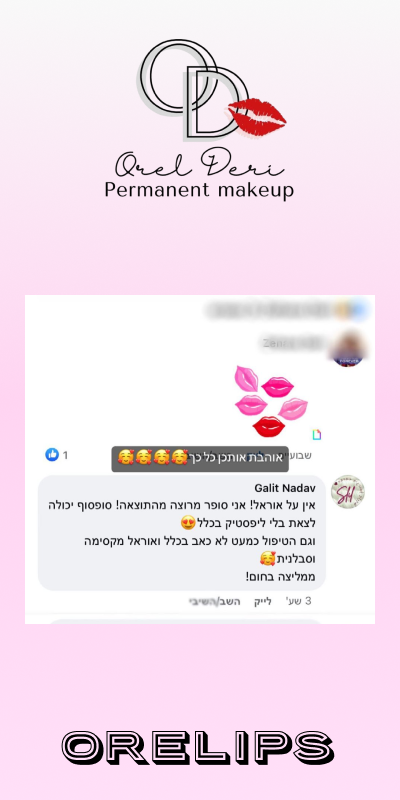 OD
Orel Deri
Permanent makeup
1
אוהבת אותכן כל כך 🥰🥰🥰🥰
Galit Nadav
אין על אוראל! אני סופר מרוצה מהתוצאה! סופסוף יכולה
לצאת בלי ליפסטיק בכלל😍
וגם הטיפול כמעט לא כאב בכלל ואוראל מקסימה
וסבלנית🥰
ממליצה בחום!
3 שע' לייק השב/השיבי
ORELIPS